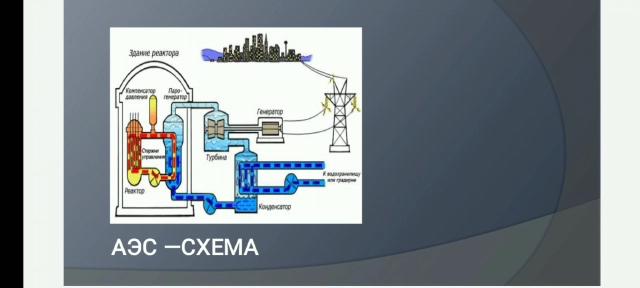 Здание реактора
Компенсатор
давления
Паро-
генератор
Генератор
Стержни
управления
Турбина
К водохранилищу
или градирне
Реактор
Конденсатор
АЭС —СХЕМА